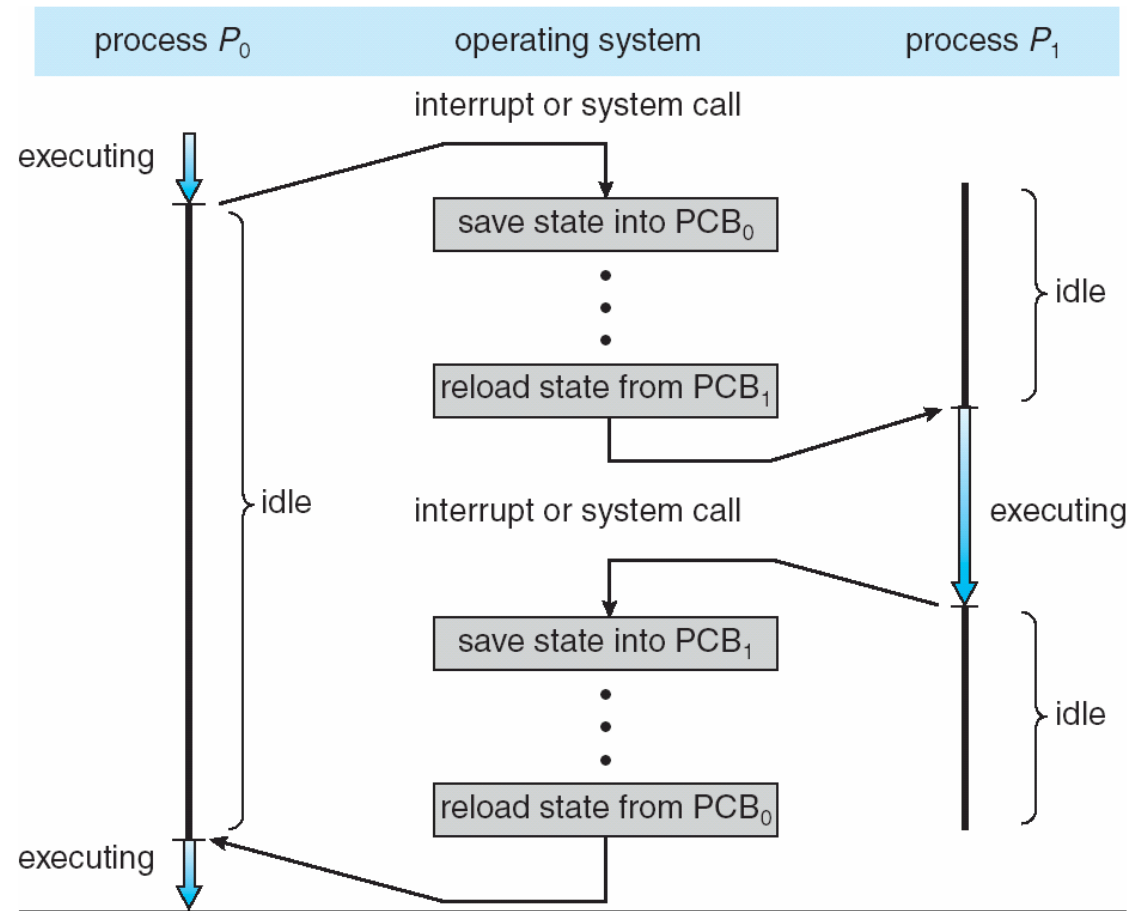 process P₀ operating system process P₁
interrupt or system call
executing
save state into PCB₀
idle
reload state from PCB₁
idle
interrupt or system call
executing
save state into PCB₁
idle
reload state from PCB₀
executing